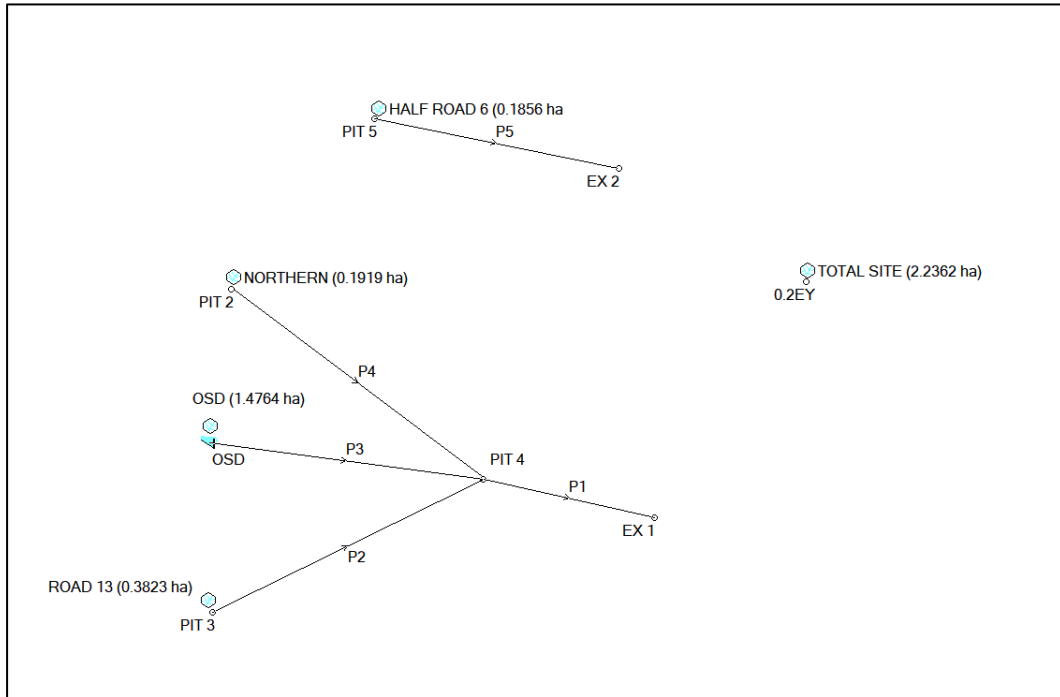 HALF ROAD 6 (0.1856 ha
PIT 5
P5
EX 2
TOTAL SITE (2.2362 ha)
0.2EY
NORTHERN (0.1919 ha)
PIT 2
P4
OSD (1.4764 ha)
OSD
P3
PIT 4
P1
EX 1
P2
ROAD 13 (0.3823 ha)
PIT 3